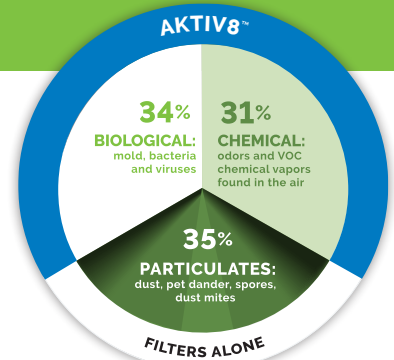 AKTIV8™
34%
BIOLOGICAL:
mold, bacteria
and viruses
31%
CHEMICAL:
odors and VOC
chemical vapors
found in the air
35%
PARTICULATES:
dust, pet dander, spores,
dust mites
FILTERS ALONE